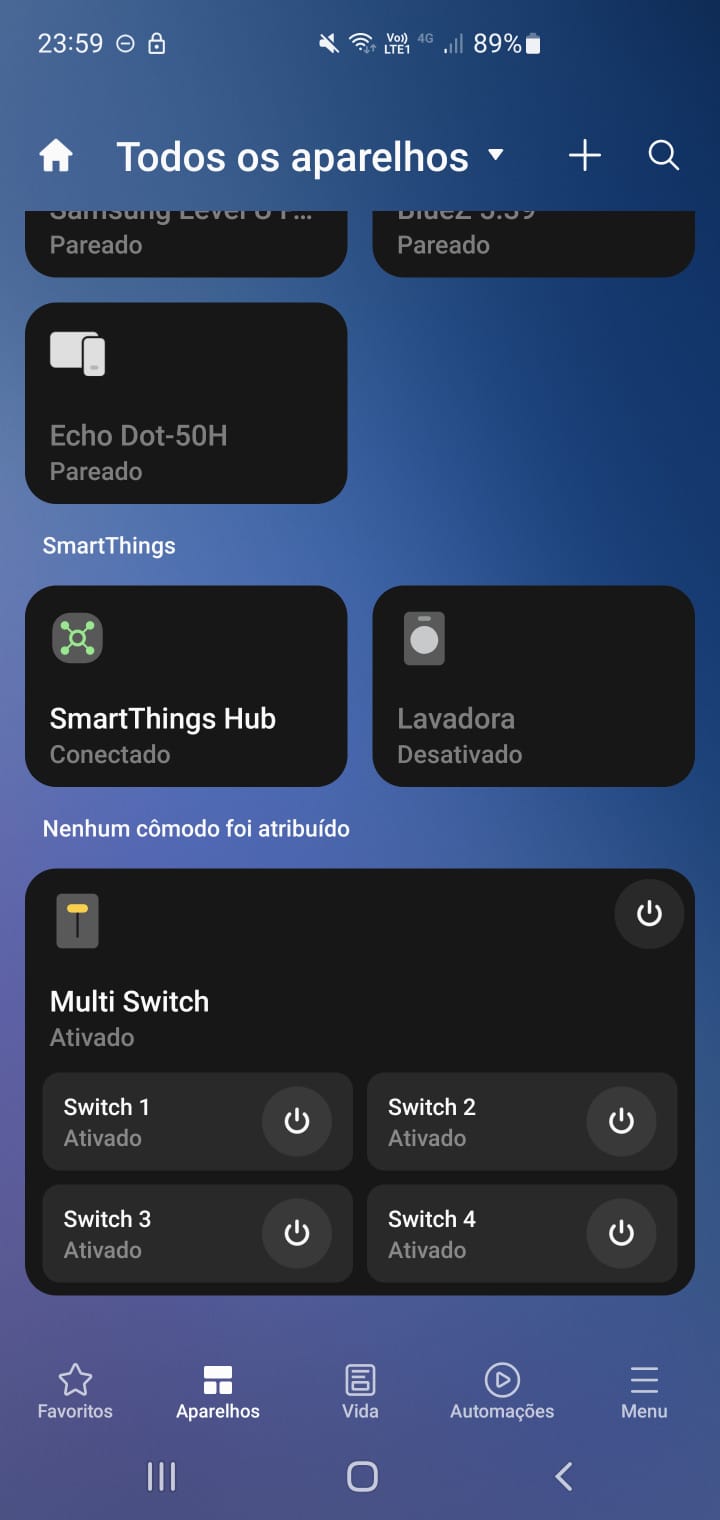 23:59
Vo)) LTE1 4G 89%
Todos os aparelhos
Pareado
Pareado
Echo Dot-50H
Pareado
SmartThings
SmartThings Hub
Conectado
Lavadora
Desativado
Nenhum cômodo foi atribuído
Multi Switch
Ativado
Switch 1
Ativado
Switch 2
Ativado
Switch 3
Ativado
Switch 4
Ativado
Favoritos
Aparelhos
Vida
Automações
Menu